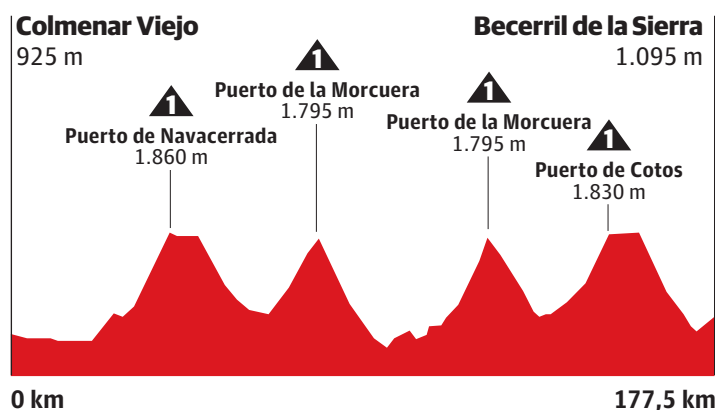 Colmenar Viejo
925 m
Becerril de la Sierra
1.095 m
1
Puerto de Navacerrada
1.860 m
1
Puerto de la Morcuera
1.795 m
1
Puerto de la Morcuera
1.795 m
1
Puerto de Cotos
1.830 m
0 km
177,5 km